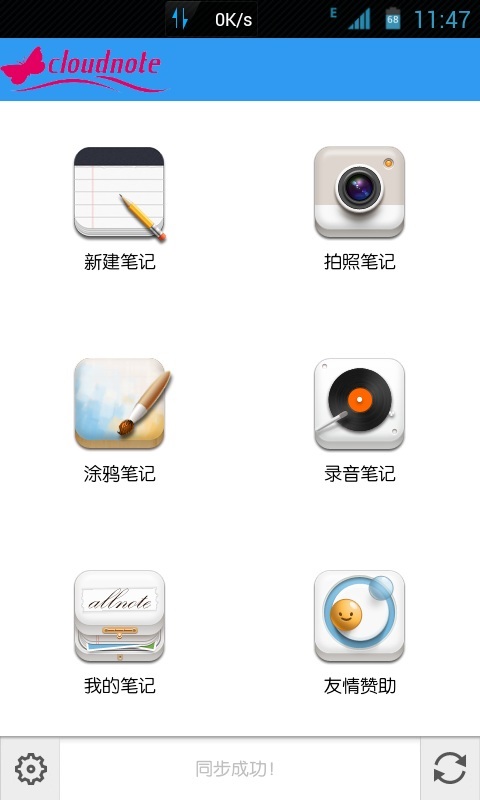 0K/s
E
68
11:47
cloudnote
新建笔记
拍照笔记
涂鸦笔记
录音笔记
allnote
我的笔记
友情赞助
同步成功!